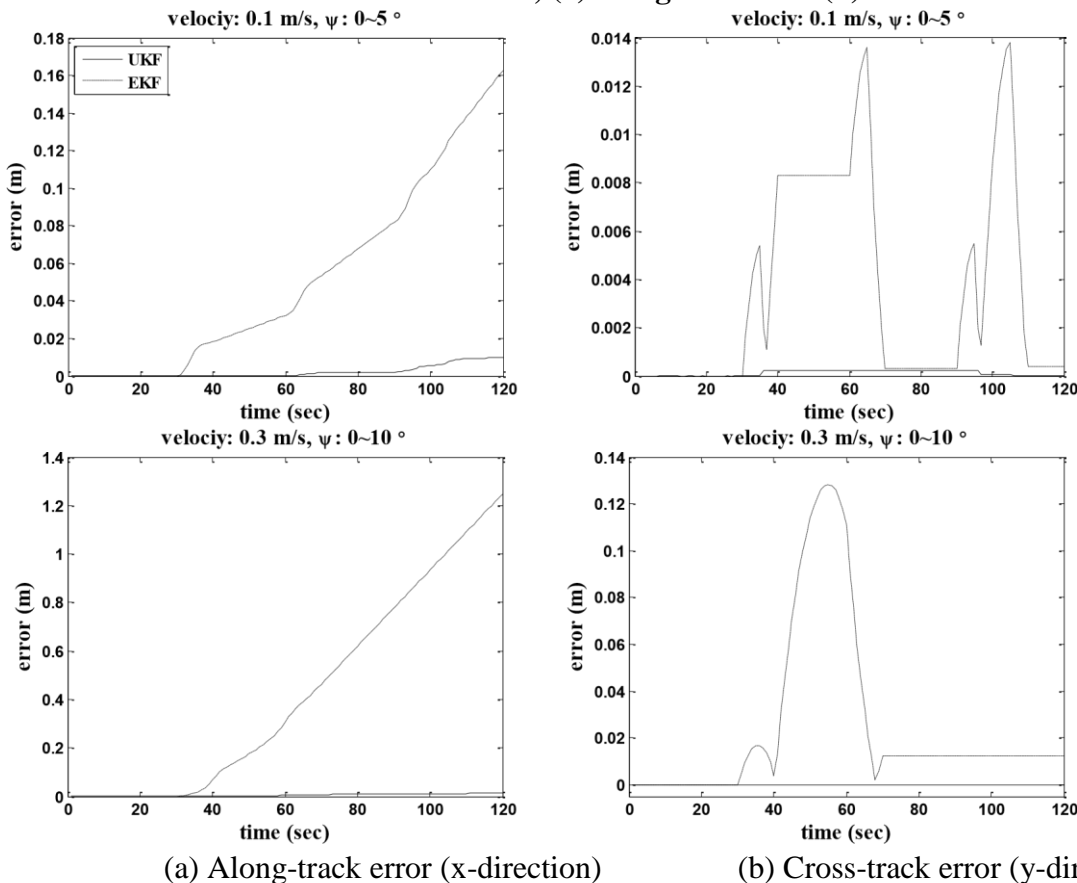 velociy: 0.1 m/s, ψ: 0~5 °
0.18
0.16
0.14
0.12
0.1
0.08
0.06
0.04
0.02
0
UKF
EKF
error (m)
0 20 40 60 80 100 120
time (sec)
velociy: 0.1 m/s, ψ: 0~5 °
0.014
0.012
0.01
0.008
0.006
0.004
0.002
0
error (m)
0 20 40 60 80 100 120
time (sec)
velociy: 0.3 m/s, ψ: 0~10 °
1.4
1.2
1
0.8
0.6
0.4
0.2
0
error (m)
0 20 40 60 80 100 120
time (sec)
velociy: 0.3 m/s, ψ: 0~10 °
0.14
0.12
0.1
0.08
0.06
0.04
0.02
0
error (m)
0 20 40 60 80 100 120
time (sec)
(a) Along-track error (x-direction)
(b) Cross-track error (y-dir